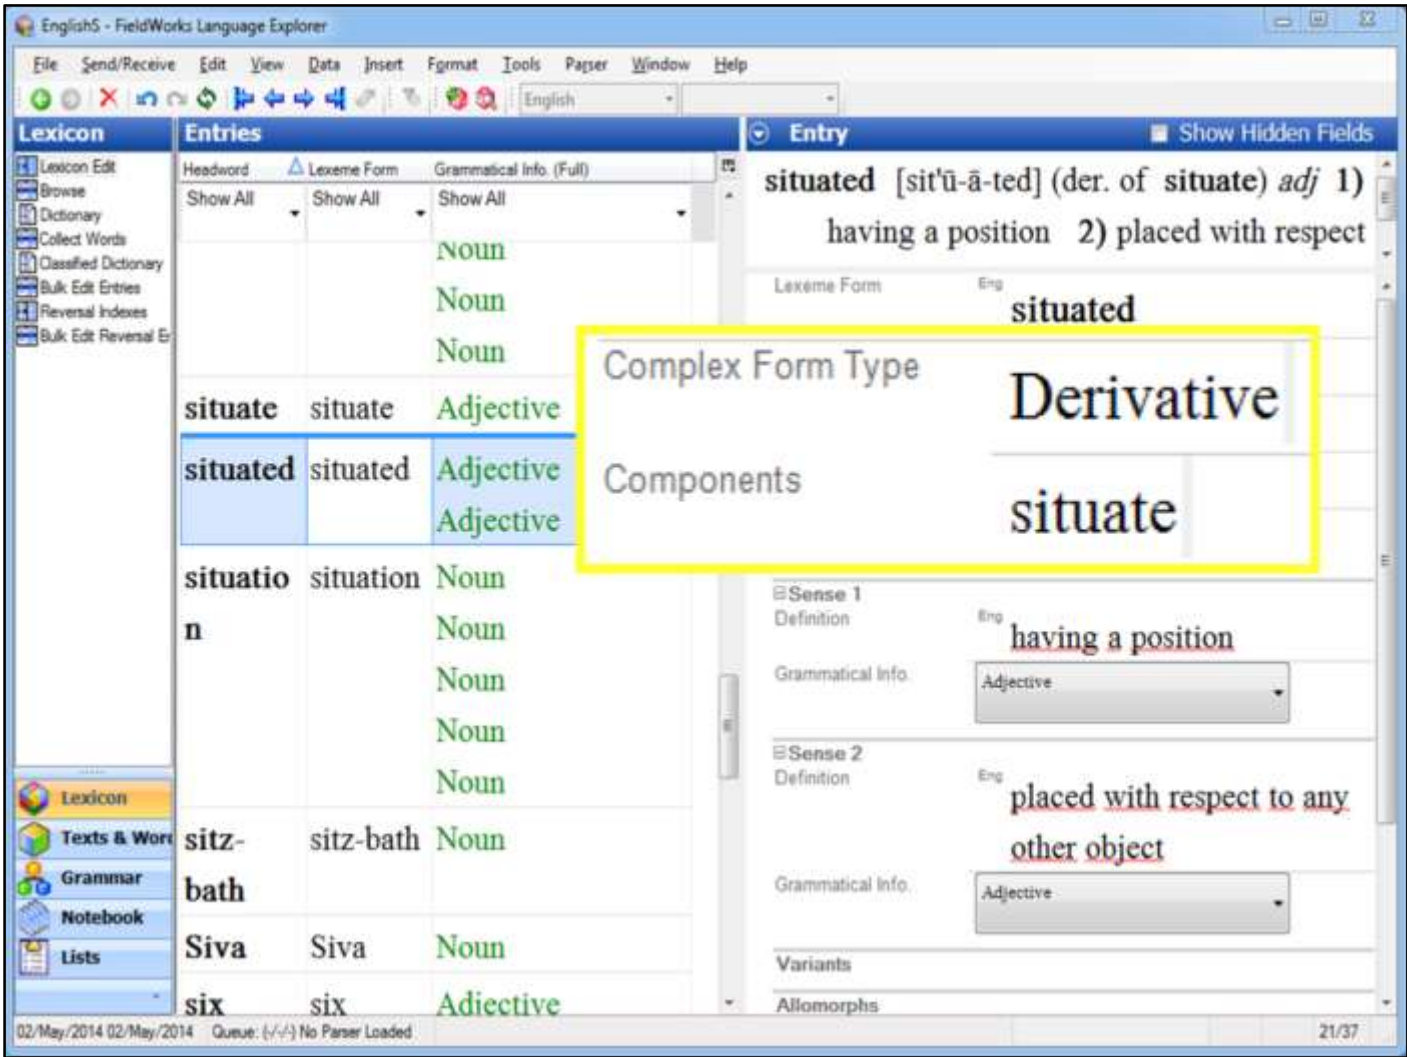 EnglishS - FieldWorks Language Explorer
File Send/Receive Edit View Data Insert Format Tools Parser Window Help
English
Lexicon
Lexicon Edit
Browse
Dictionary
Collect Words
Classified Dictionary
Bulk Edit Entries
Reversal Indexes
Bulk Edit Reversal Er
Lexicon
Texts & Word
Grammar
Notebook
Lists
Entries
Headword Lexeme Form Grammatical Info. (Full)
Show All Show All Show All
Noun
Noun
Noun
situate situate Adjective
situated situated Adjective
Adjective
situatio situation Noun
n Noun
Noun
Noun
Noun
sitz- sitz-bath Noun
bath
Siva Siva Noun
six six Adjective
Entry Show Hidden Fields
situated [sit'ū-ā-ted] (der. of situate) adj 1)
having a position 2) placed with respect
Lexeme Form Eng situated
Complex Form Type Derivative
Components situate
Sense 1
Definition Eng having a position
Grammatical Info. Adjective
Sense 2
Definition Eng placed with respect to any
other object
Grammatical Info. Adjective
Variants
Allomorphs
02/May/2014 02/May/2014 Queue: (-/-/-) No Parser Loaded 21/37